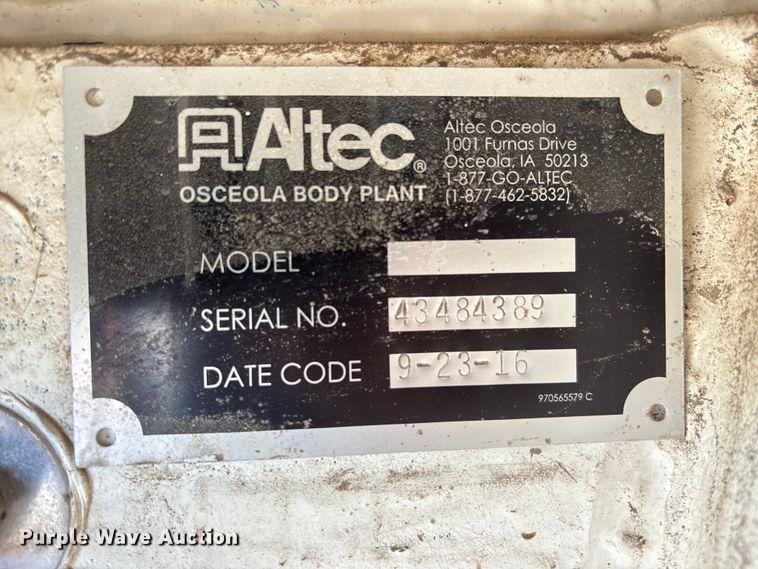 Altec®
OSCEOLA BODY PLANT
Altec Osceola
1001 Furnas Drive
Osceola, IA 50213
1-877-GO-ALTEC
(1-877-462-5832)
MODEL
SERIAL NO. 43484389
DATE CODE 9-23-16
970565579 C
Purple Wave Auction